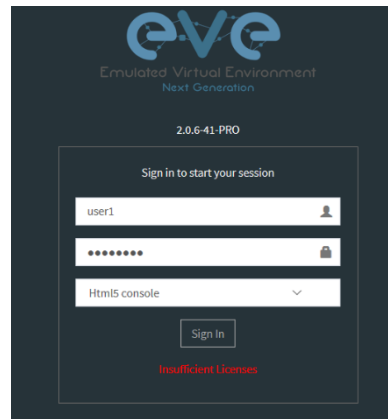 eve
Emulated Virtual Environment
Next Generation
2.0.6-41-PRO
Sign in to start your session
user1
••••••••
Html5 console
Sign In
Insufficient Licenses